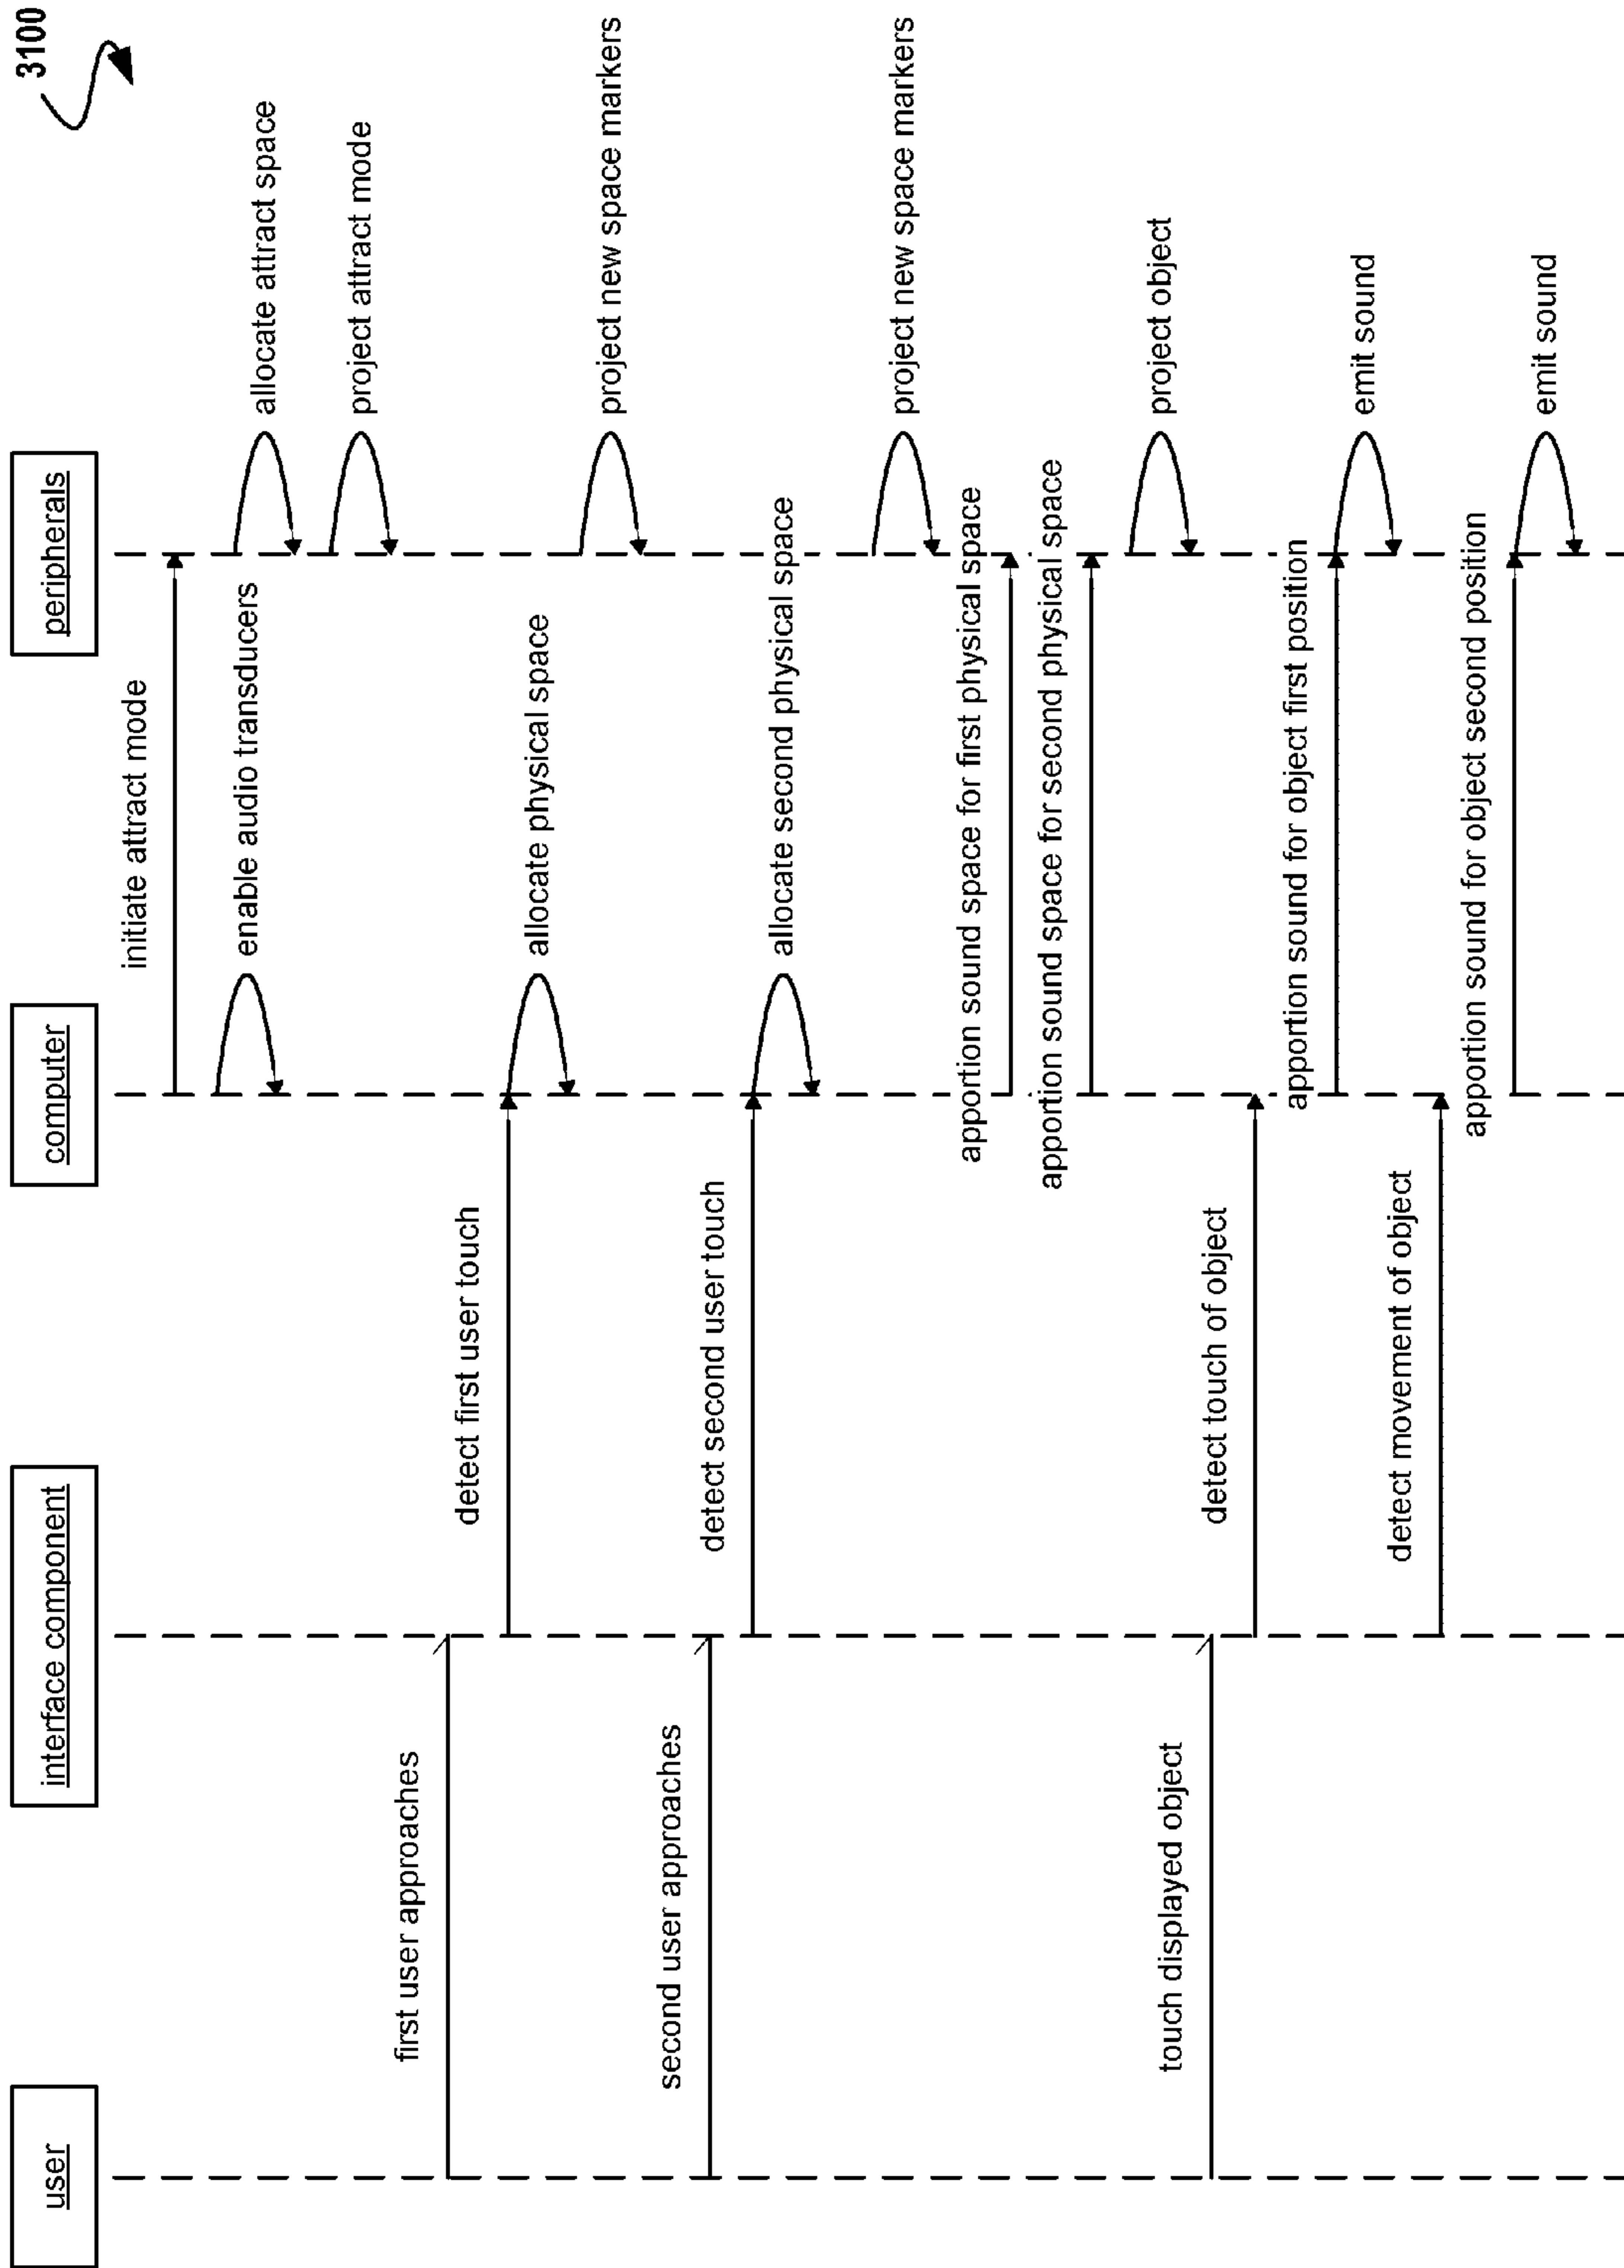 3100
user
interface component
computer
peripherals
initiate attract mode
enable audio transducers
allocate attract space
project attract mode
first user approaches
detect first user touch
allocate physical space
project new space markers
second user approaches
detect second user touch
allocate second physical space
project new space markers
apportion sound space for first physical space
apportion sound space for second physical space
project object
touch displayed object
detect touch of object
apportion sound for object first position
emit sound
detect movement of object
apportion sound for object second position
emit sound